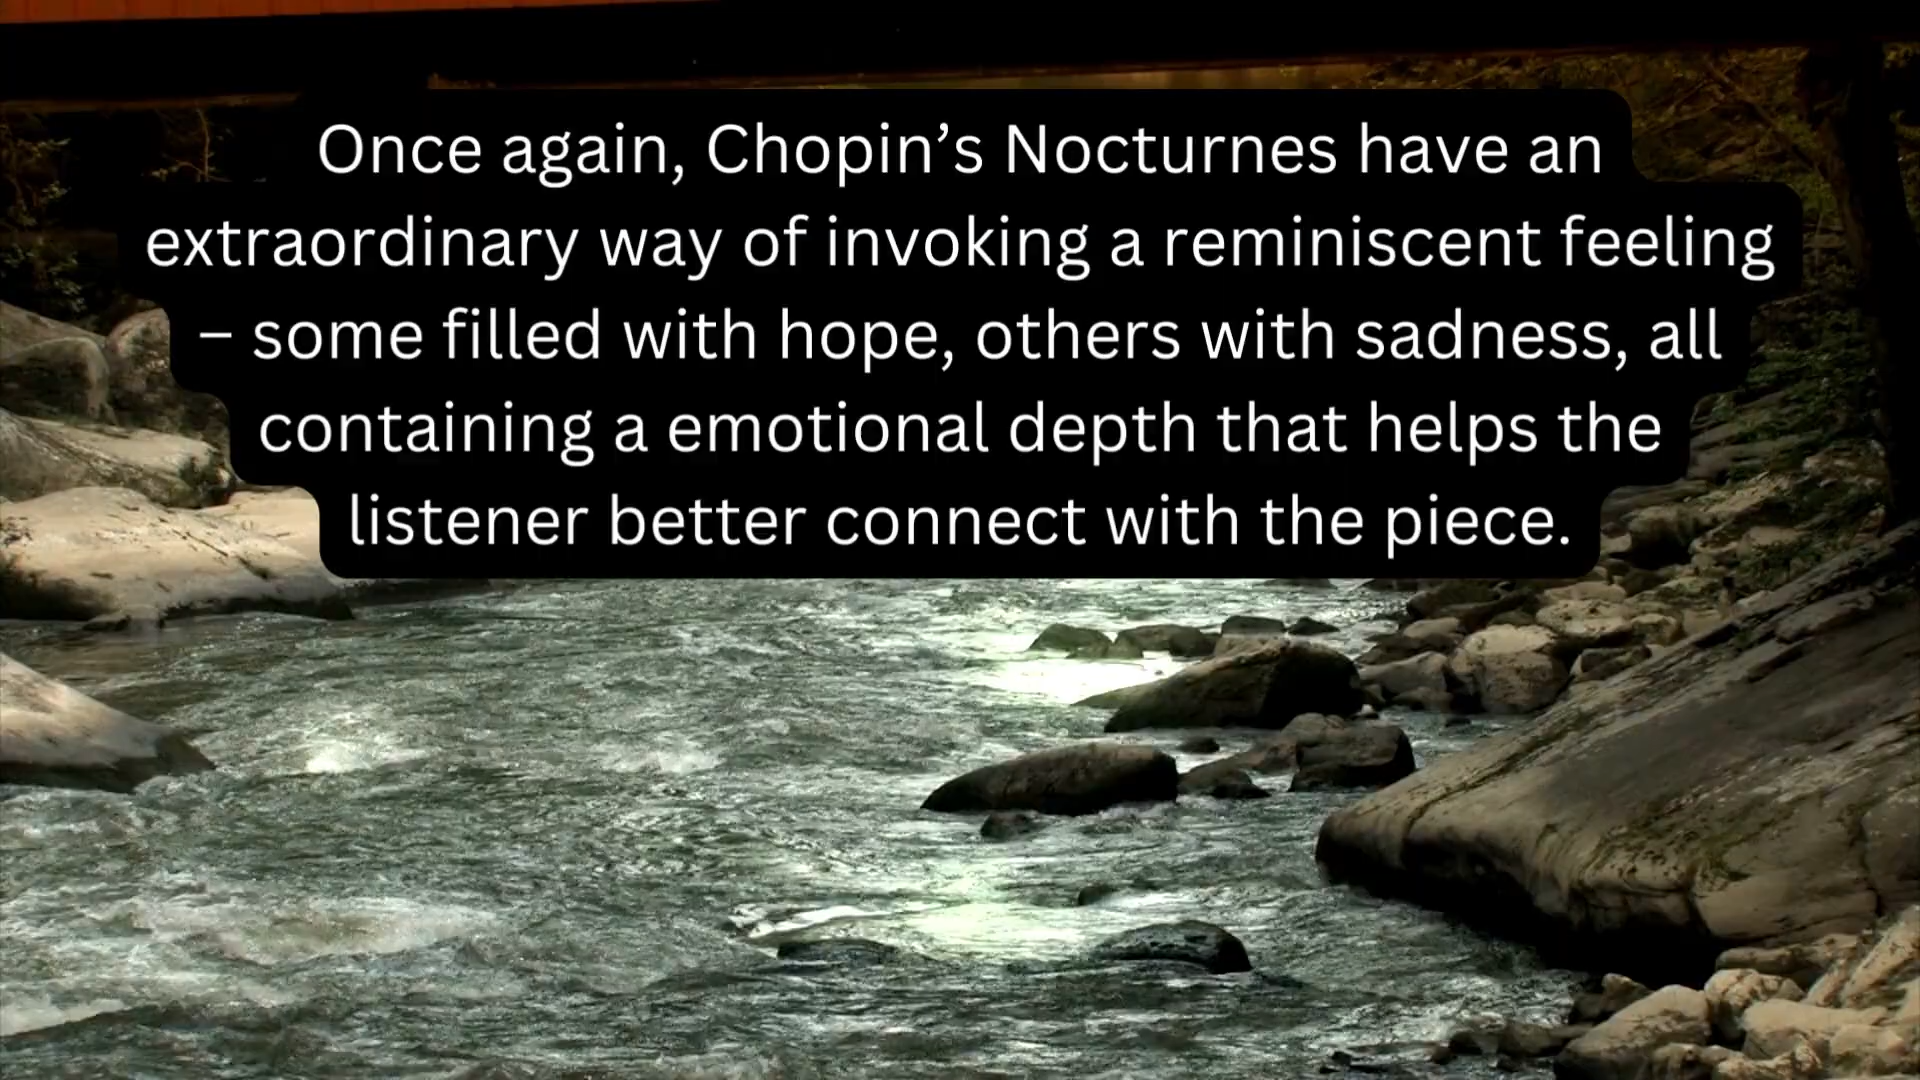 Once again, Chopin’s Nocturnes have an
extraordinary way of invoking a reminiscent feeling
– some filled with hope, others with sadness, all
containing a emotional depth that helps the
listener better connect with the piece.